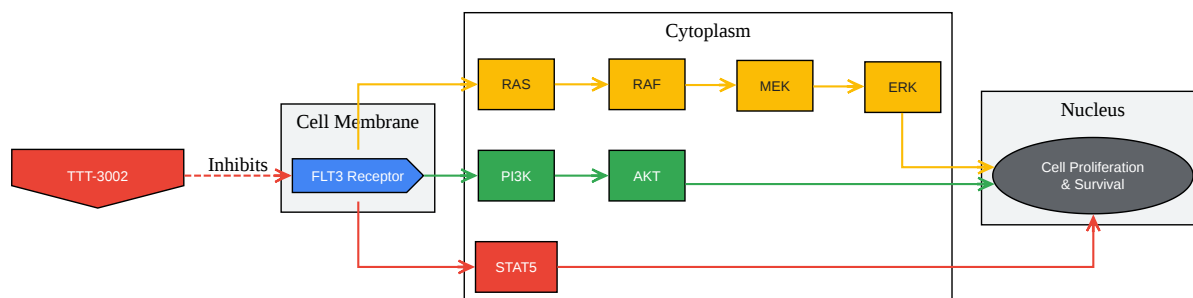 Cytoplasm
RAS
RAF
MEK
ERK
Cell Membrane
Nucleus
Inhibits
TTT-3002
FLT3 Receptor
PI3K
AKT
Cell Proliferation
& Survival
STAT5